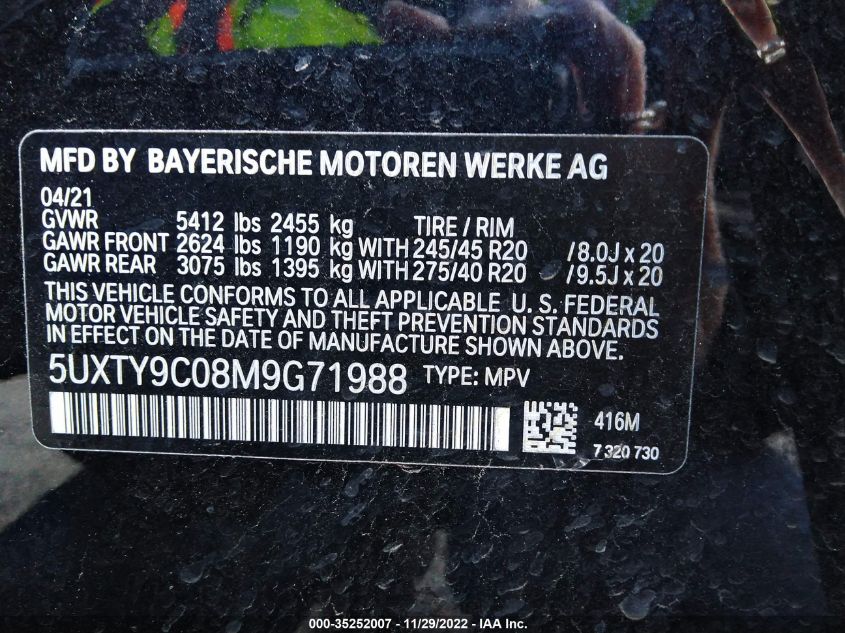 MFD BY BAYERISCHE MOTOREN WERKE AG
04/21
GVWR 5412 lbs 2455 kg TIRE / RIM
GAWR FRONT 2624 lbs 1190 kg WITH 245/45 R20 /8.0J x 20
GAWR REAR 3075 lbs 1395 kg WITH 275/40 R20 /9.5J x 20
THIS VEHICLE CONFORMS TO ALL APPLICABLE U. S. FEDERAL
MOTOR VEHICLE SAFETY AND THEFT PREVENTION STANDARDS
IN EFFECT ON THE DATE OF MANUFACTURE SHOWN ABOVE.
5UXTY9C08M9G71988 TYPE: MPV
416M
7 320 730
000-35252007 - 11/29/2022 - IAA Inc.